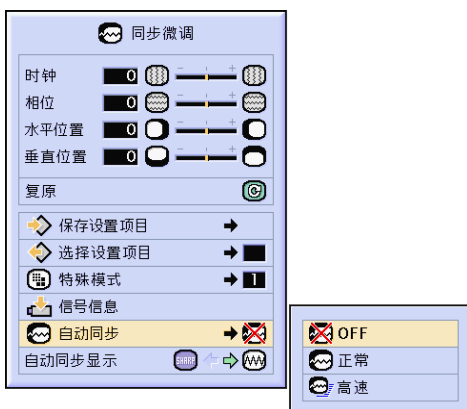 同步微调
时钟 0
相位 0
水平位置 0
垂直位置 0
复原
保存设置项目
选择设置项目
特殊模式 1
信号信息
自动同步
自动同步显示 SHARP
OFF
正常
高速